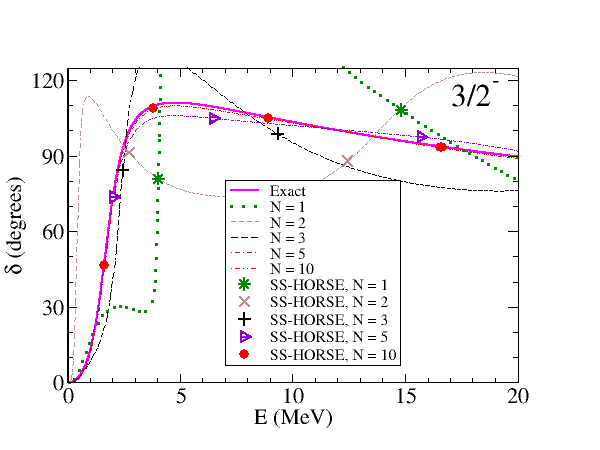 3/2⁻
120
90
60
30
0
δ (degrees)
Exact
N = 1
N = 2
N = 3
N = 5
N = 10
SS-HORSE, N = 1
SS-HORSE, N = 2
SS-HORSE, N = 3
SS-HORSE, N = 5
SS-HORSE, N = 10
0 5 10 15 20
E (MeV)